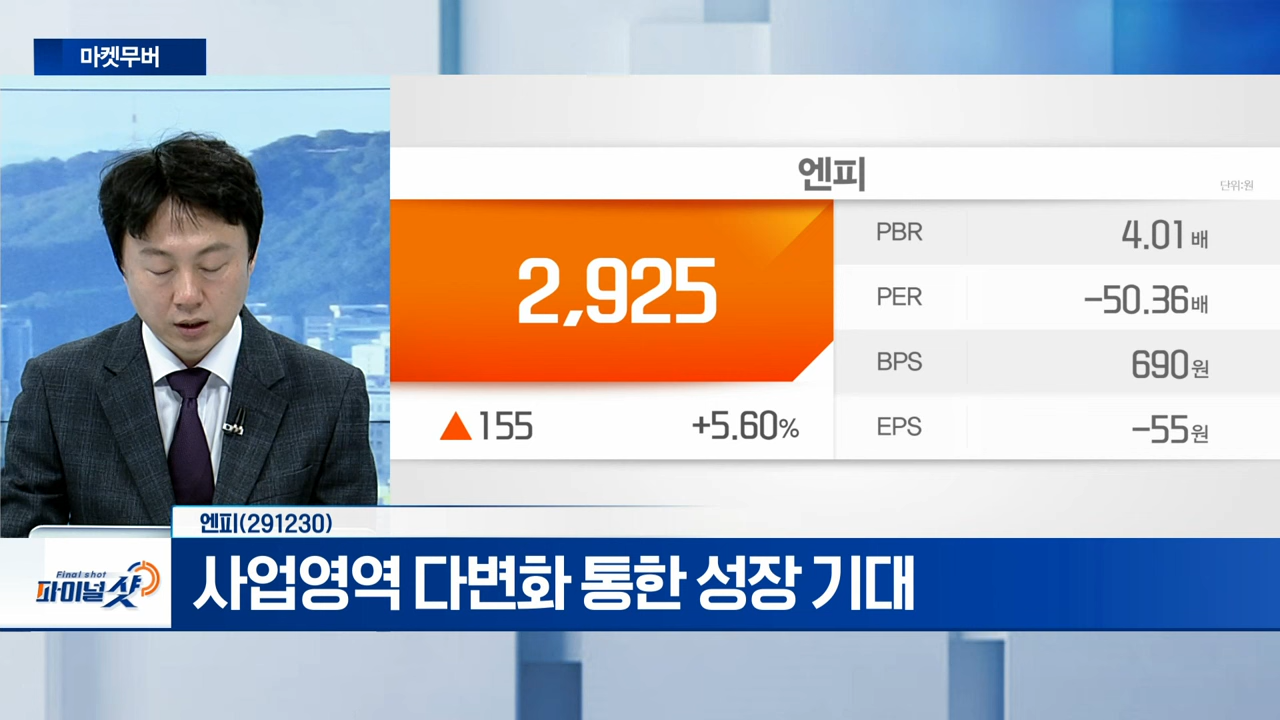 마켓무버
엔피
단위:원
2,925
▲155 +5.60%
PBR 4.01배
PER -50.36배
BPS 690원
EPS -55원
엔피(291230)
Final shot
파이널샷
사업영역 다변화 통한 성장 기대